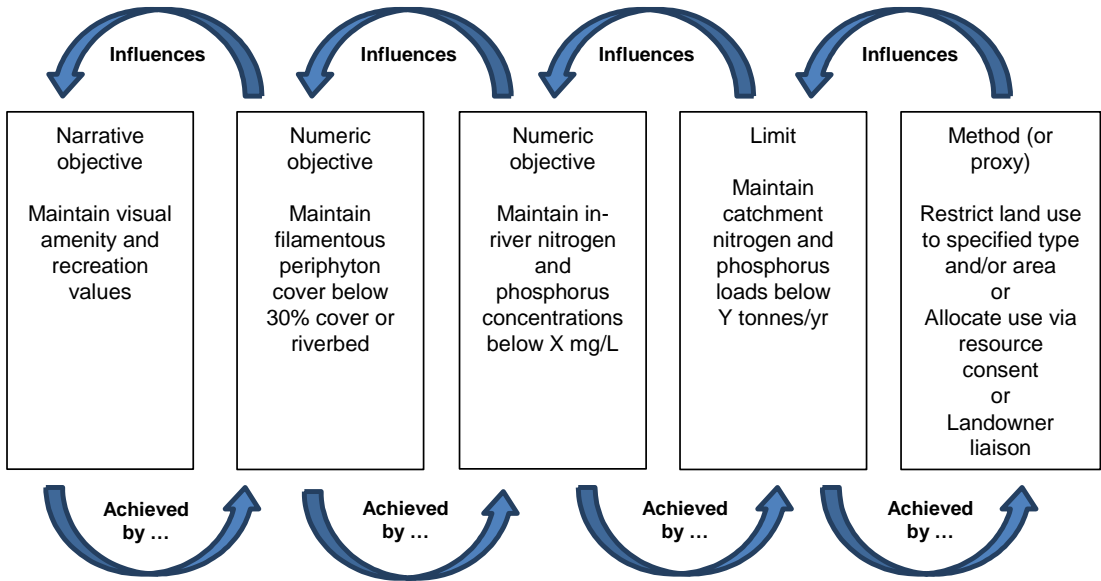 Influences
Influences
Influences
Influences
Narrative
objective
Maintain visual
amenity and
recreation
values
Numeric
objective
Maintain
filamentous
periphyton
cover below
30% cover or
riverbed
Numeric
objective
Maintain in-
river nitrogen
and
phosphorus
concentrations
below X mg/L
Limit
Maintain
catchment
nitrogen and
phosphorus
loads below
Y tonnes/yr
Method (or
proxy)
Restrict land use
to specified type
and/or area
or
Allocate use via
resource
consent
or
Landowner
liaison
Achieved
by …
Achieved
by …
Achieved
by …
Achieved
by …